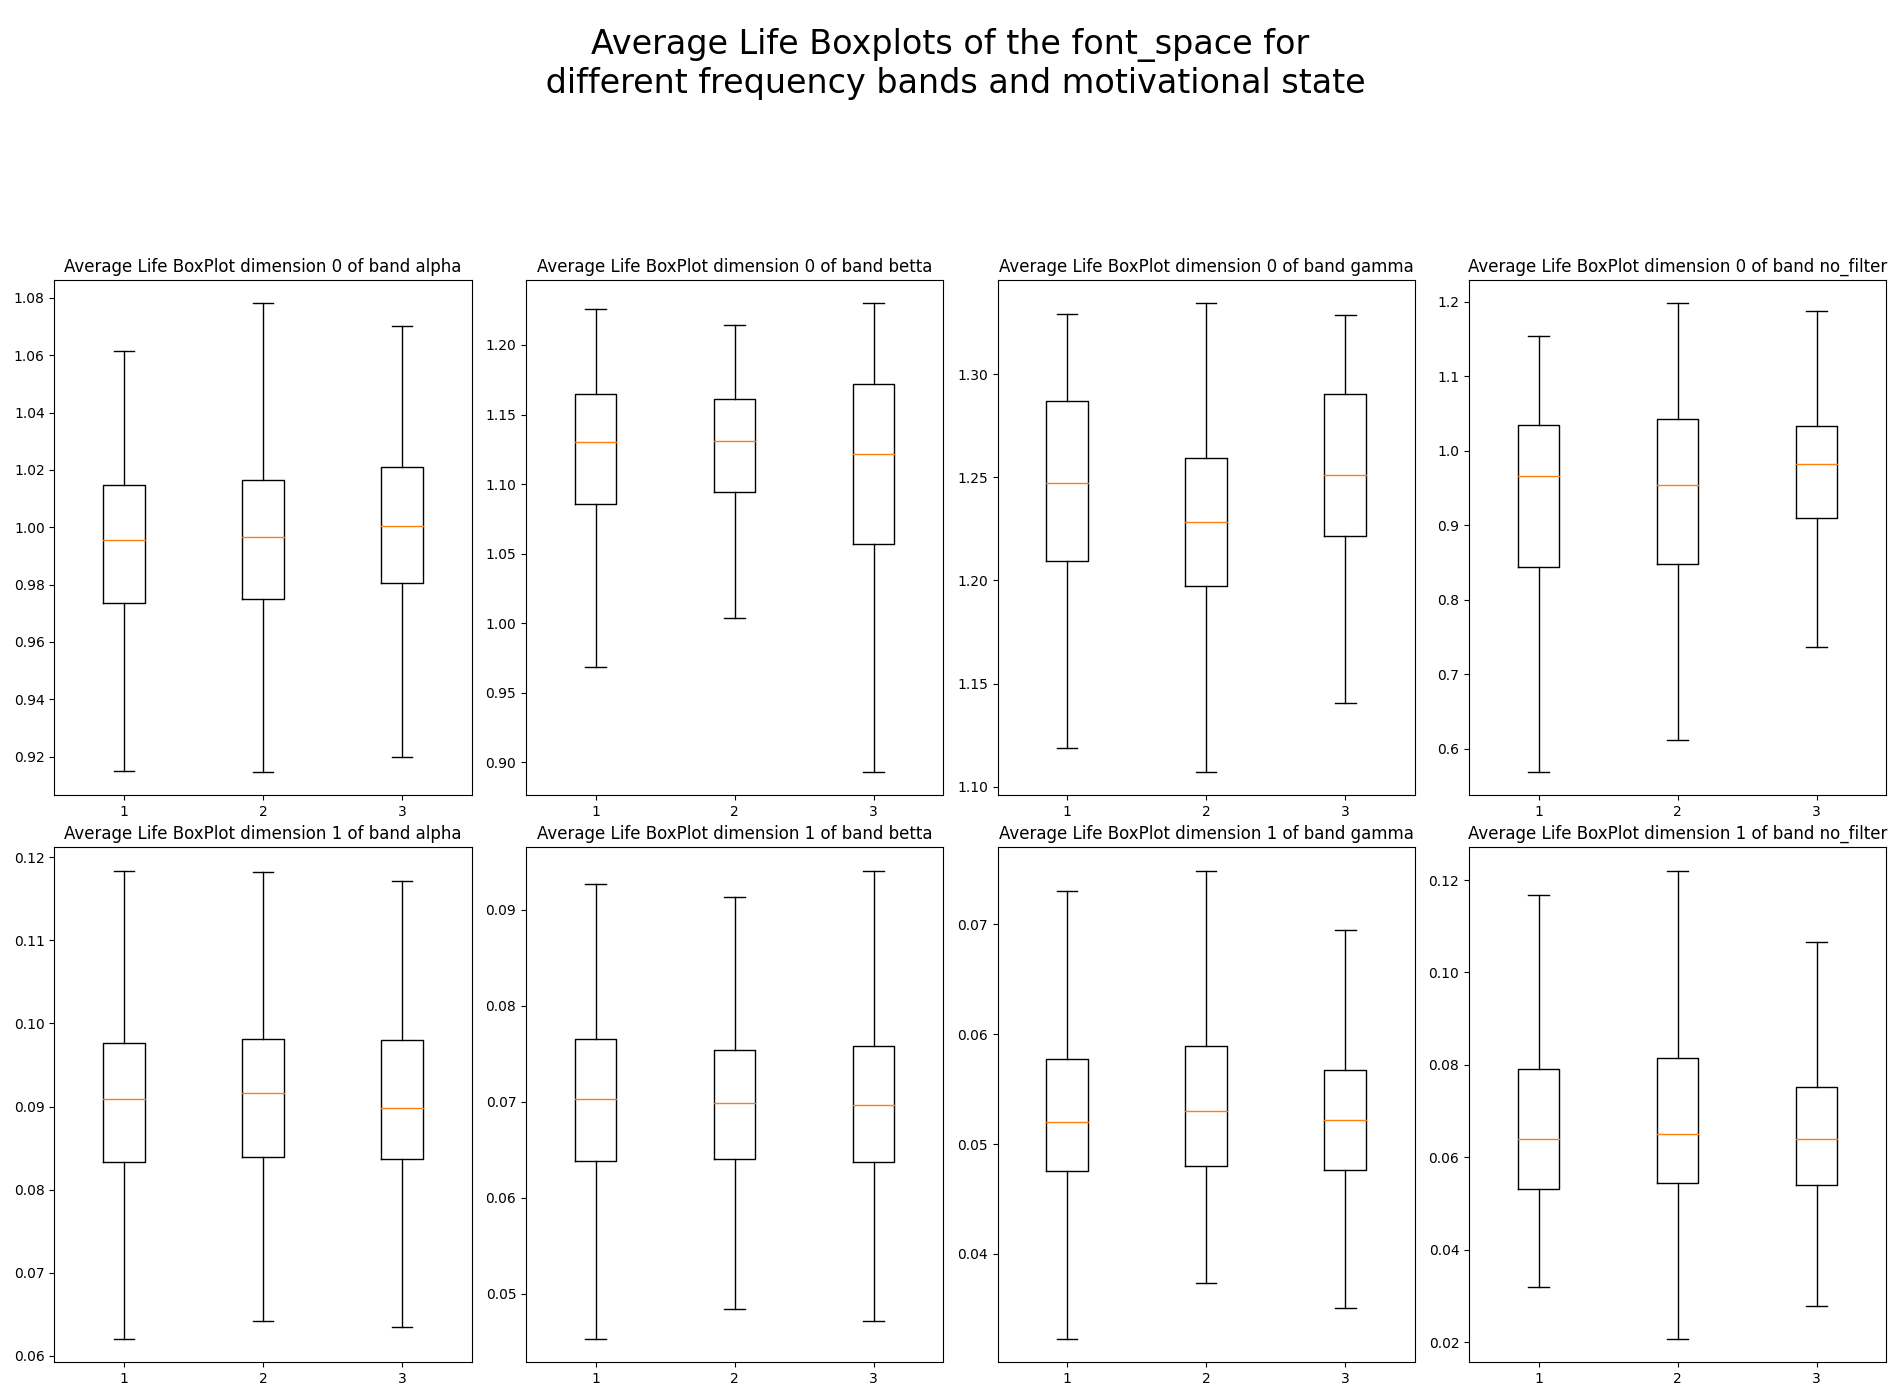 Average Life Boxplots of the font_space for
different frequency bands and motivational state
Average Life BoxPlot dimension 0 of band alpha
1.08
1.06
1.04
1.02
1.00
0.98
0.96
0.94
0.92
1 2 3
Average Life BoxPlot dimension 0 of band betta
1.20
1.15
1.10
1.05
1.00
0.95
0.90
1 2 3
Average Life BoxPlot dimension 0 of band gamma
1.30
1.25
1.20
1.15
1.10
1 2 3
Average Life BoxPlot dimension 0 of band no_filter
1.2
1.1
1.0
0.9
0.8
0.7
0.6
1 2 3
Average Life BoxPlot dimension 1 of band alpha
0.12
0.11
0.10
0.09
0.08
0.07
0.06
1 2 3
Average Life BoxPlot dimension 1 of band betta
0.09
0.08
0.07
0.06
0.05
1 2 3
Average Life BoxPlot dimension 1 of band gamma
0.07
0.06
0.05
0.04
1 2 3
Average Life BoxPlot dimension 1 of band no_filter
0.12
0.10
0.08
0.06
0.04
0.02
1 2 3